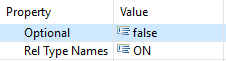 Property Value
Optional false
Rel Type Names ON